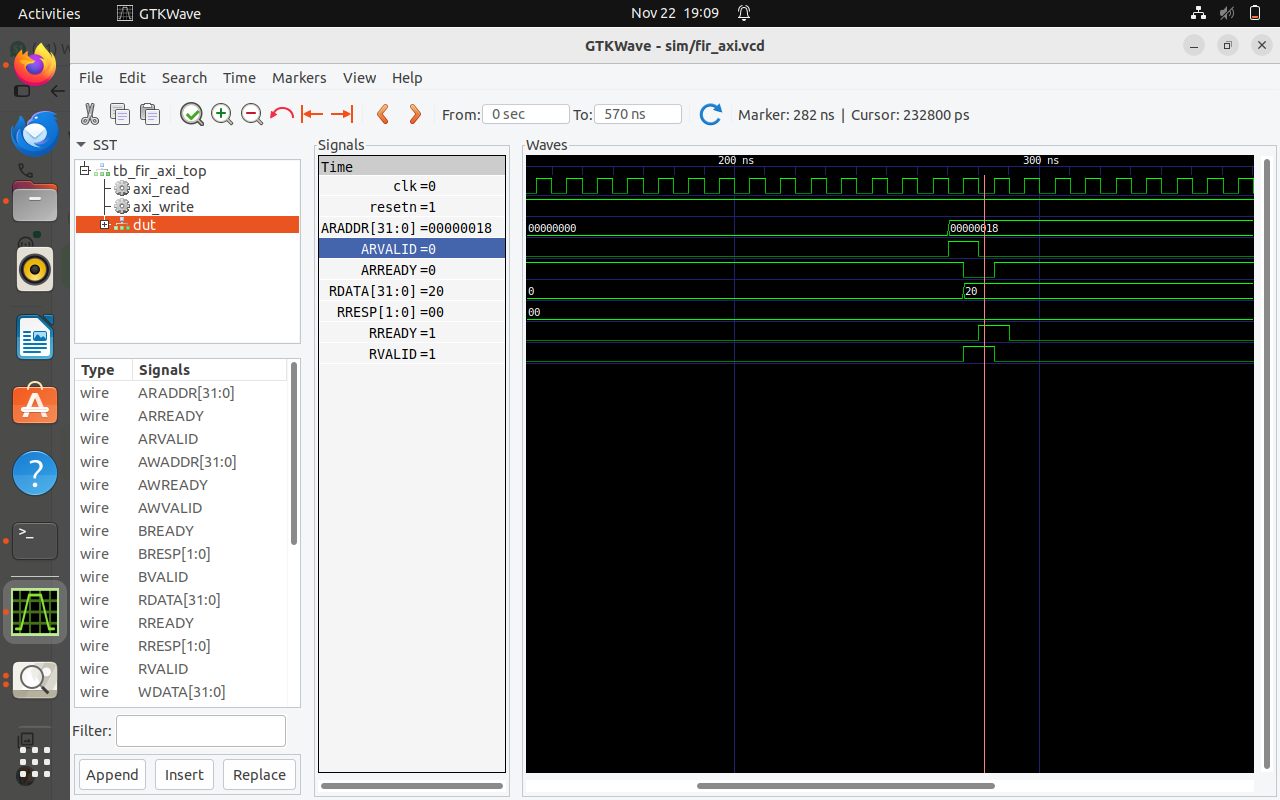 Activities GTKWave Nov 22 19:09
GTKWave - sim/fir_axi.vcd
File Edit Search Time Markers View Help
From: 0 sec To: 570 ns Marker: 282 ns | Cursor: 232800 ps
SST
tb_fir_axi_top
axi_read
axi_write
dut
Type Signals
wire ARADDR[31:0]
wire ARREADY
wire ARVALID
wire AWADDR[31:0]
wire AWREADY
wire AWVALID
wire BREADY
wire BRESP[1:0]
wire BVALID
wire RDATA[31:0]
wire RREADY
wire RRESP[1:0]
wire RVALID
wire WDATA[31:0]
Filter:
Append Insert Replace
Signals
Time
clk=0
resetn=1
ARADDR[31:0]=00000018
ARVALID=0
ARREADY=0
RDATA[31:0]=20
RRESP[1:0]=00
RREADY=1
RVALID=1
Waves
200 ns 300 ns
00000000 00000018
0 20
00